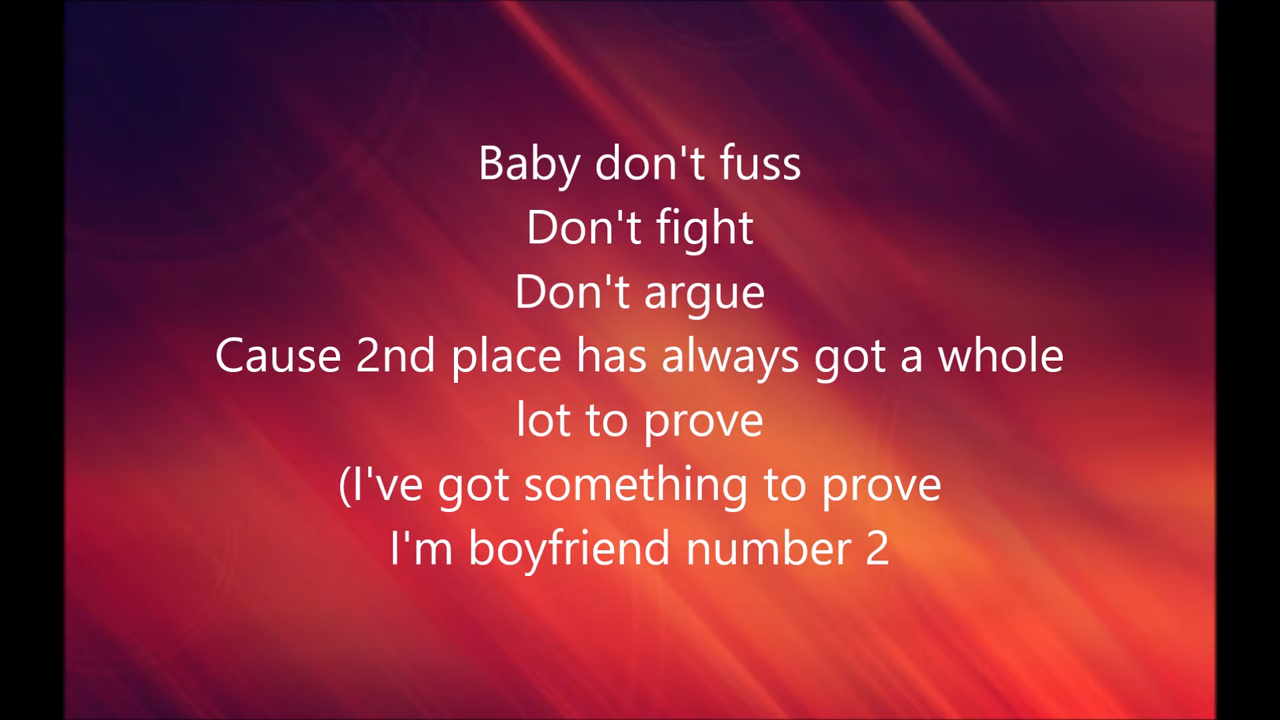 Baby don't fuss
Don't fight
Don't argue
Cause 2nd place has always got a whole
lot to prove
(I've got something to prove
I'm boyfriend number 2